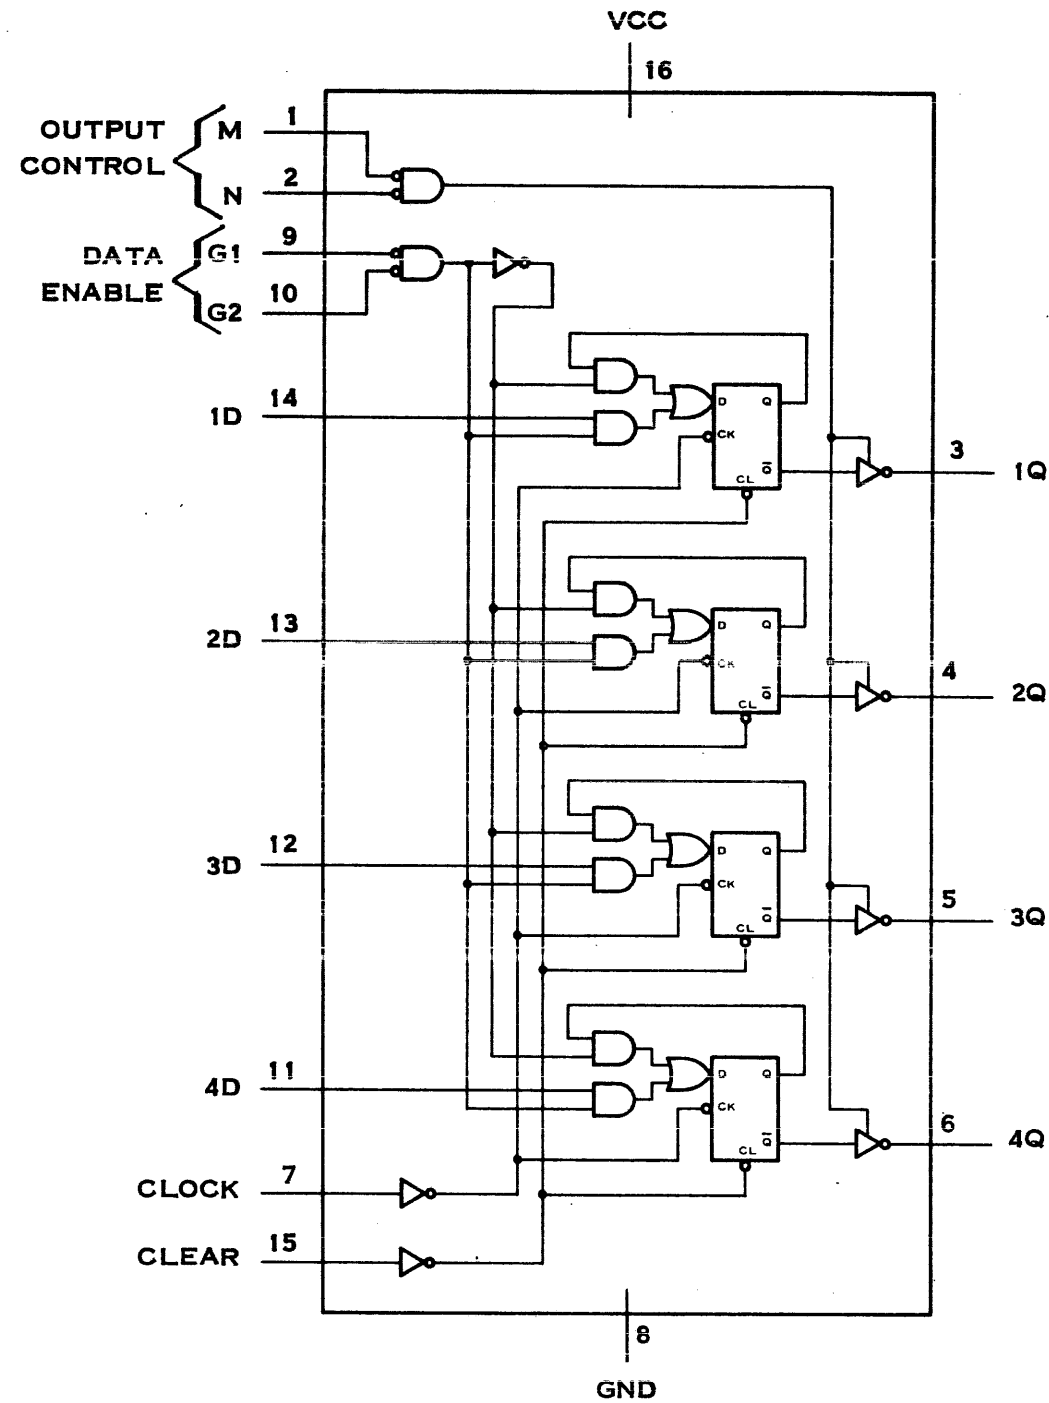 VCC
16
OUTPUT
CONTROL
M 1
N 2
DATA
ENABLE
G1 9
G2 10
1D 14
D Q
CK
Q̅
CL
3 1Q
2D 13
D Q
CK
Q̅
CL
4 2Q
3D 12
D Q
CK
Q̅
CL
5 3Q
4D 11
D Q
CK
Q̅
CL
6 4Q
CLOCK 7
CLEAR 15
8
GND